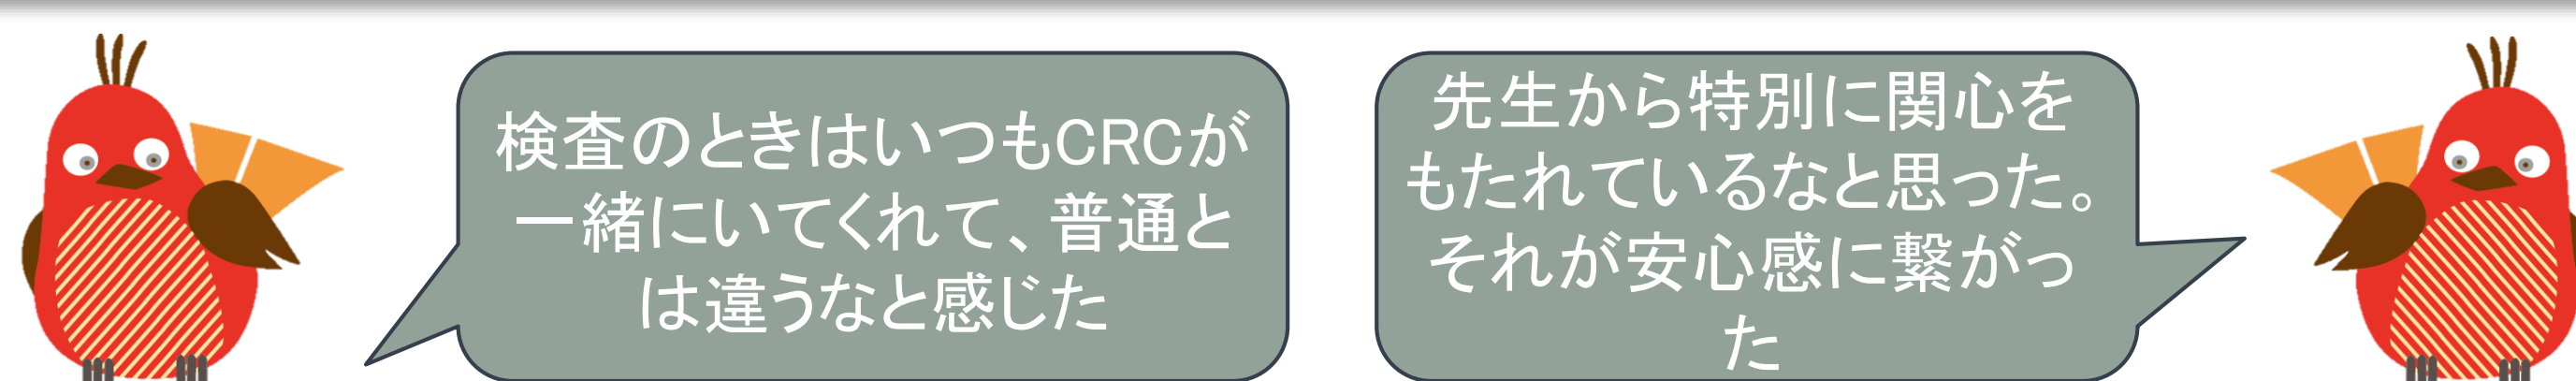 検査のときはいつもCRCが
一緒にいてくれて、普通と
は違うなと感じた
先生から特別に関心を
もたれているなと思った。
それが安心感に繋がっ
た